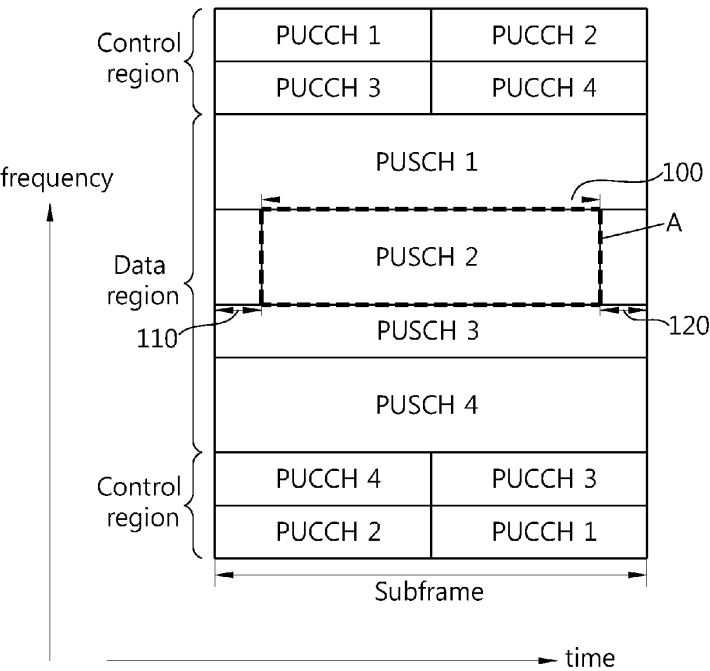 Control
region
PUCCH 1
PUCCH 2
PUCCH 3
PUCCH 4
PUSCH 1
frequency
100
A
PUSCH 2
Data
region
110
120
PUSCH 3
PUSCH 4
Control
region
PUCCH 4
PUCCH 3
PUCCH 2
PUCCH 1
Subframe
time